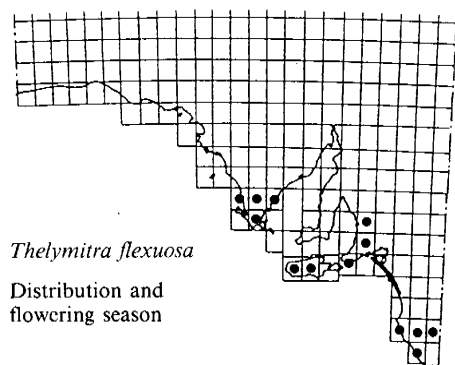 Thelymitra flexuosa
Distribution and
flowering season